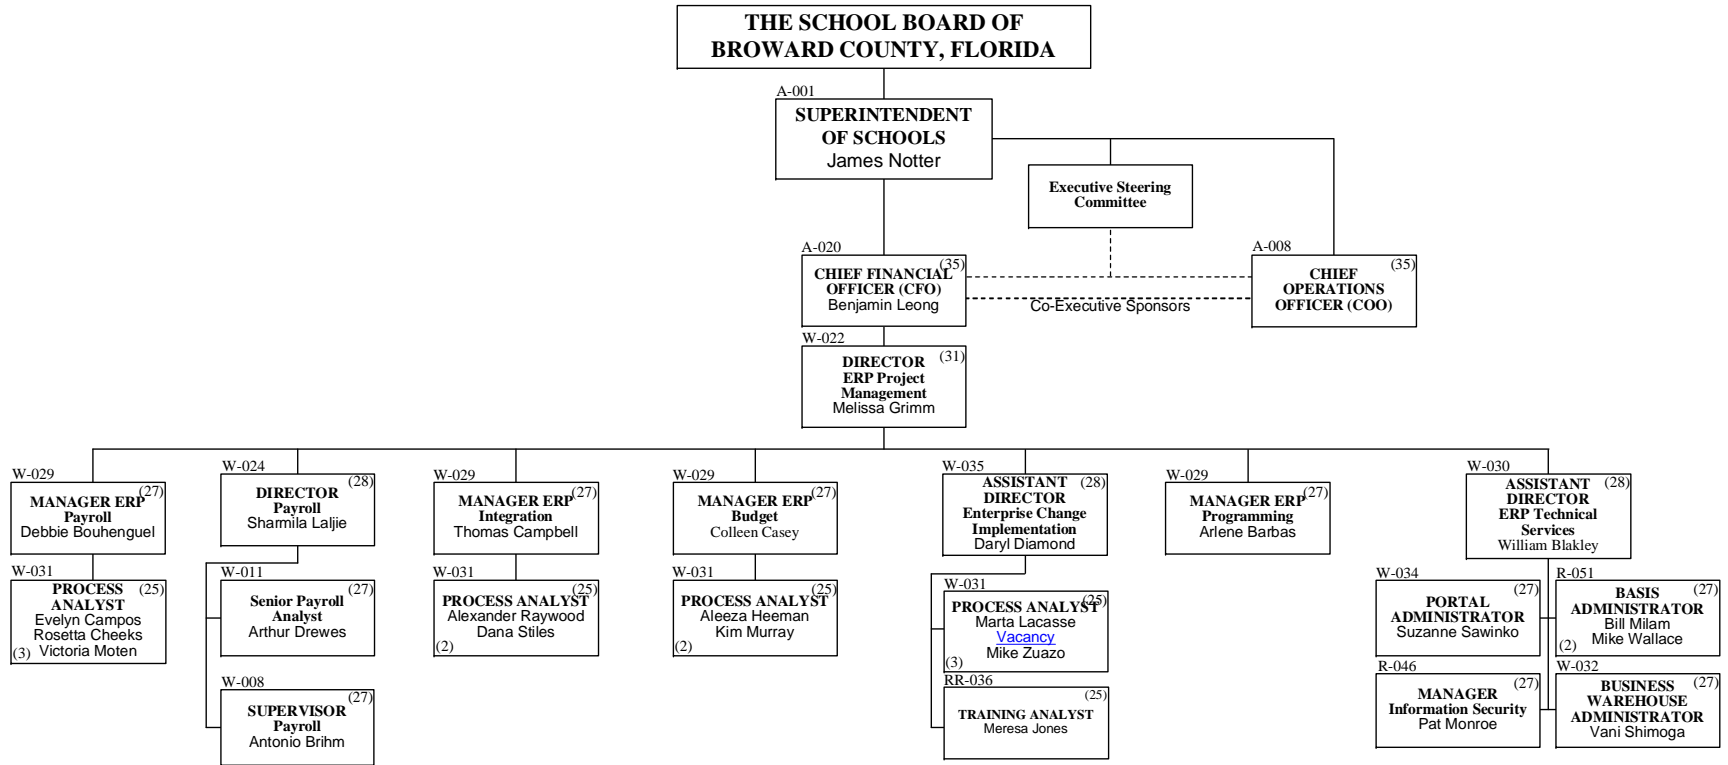 THE SCHOOL BOARD OF
BROWARD COUNTY, FLORIDA
A-001
SUPERINTENDENT
OF SCHOOLS
James Notter
Executive Steering
Committee
A-020
(35)
CHIEF FINANCIAL
OFFICER (CFO)
Benjamin Leong
Co-Executive Sponsors
A-008
(35)
CHIEF
OPERATIONS
OFFICER (COO)
W-022
(31)
DIRECTOR
ERP Project
Management
Melissa Grimm
W-029
(27)
MANAGER ERP
Payroll
Debbie Bouhenguel
W-031
(25)
PROCESS
ANALYST
Evelyn Campos
Rosetta Cheeks
Victoria Moten
(3)
W-024
(28)
DIRECTOR
Payroll
Sharmila Laljie
W-011
(27)
Senior Payroll
Analyst
Arthur Drewes
W-008
(27)
SUPERVISOR
Payroll
Antonio Brihm
W-029
(27)
MANAGER ERP
Integration
Thomas Campbell
W-031
(25)
PROCESS ANALYST
Alexander Raywood
Dana Stiles
(2)
W-029
(27)
MANAGER ERP
Budget
Colleen Casey
W-031
(25)
PROCESS ANALYST
Aleeza Heeman
Kim Murray
(2)
W-035
(28)
ASSISTANT
DIRECTOR
Enterprise Change
Implementation
Daryl Diamond
W-031
(25)
PROCESS ANALYST
Marta Lacasse
Vacancy
Mike Zuazo
(3)
RR-036
(25)
TRAINING ANALYST
Meresa Jones
W-029
(27)
MANAGER ERP
Programming
Arlene Barbas
W-030
(28)
ASSISTANT
DIRECTOR
ERP Technical
Services
William Blakley
W-034
(27)
PORTAL
ADMINISTRATOR
Suzanne Sawinko
R-051
(27)
BASIS
ADMINISTRATOR
Bill Milam
Mike Wallace
(2)
R-046
(27)
MANAGER
Information Security
Pat Monroe
W-032
(27)
BUSINESS
WAREHOUSE
ADMINISTRATOR
Vani Shimoga